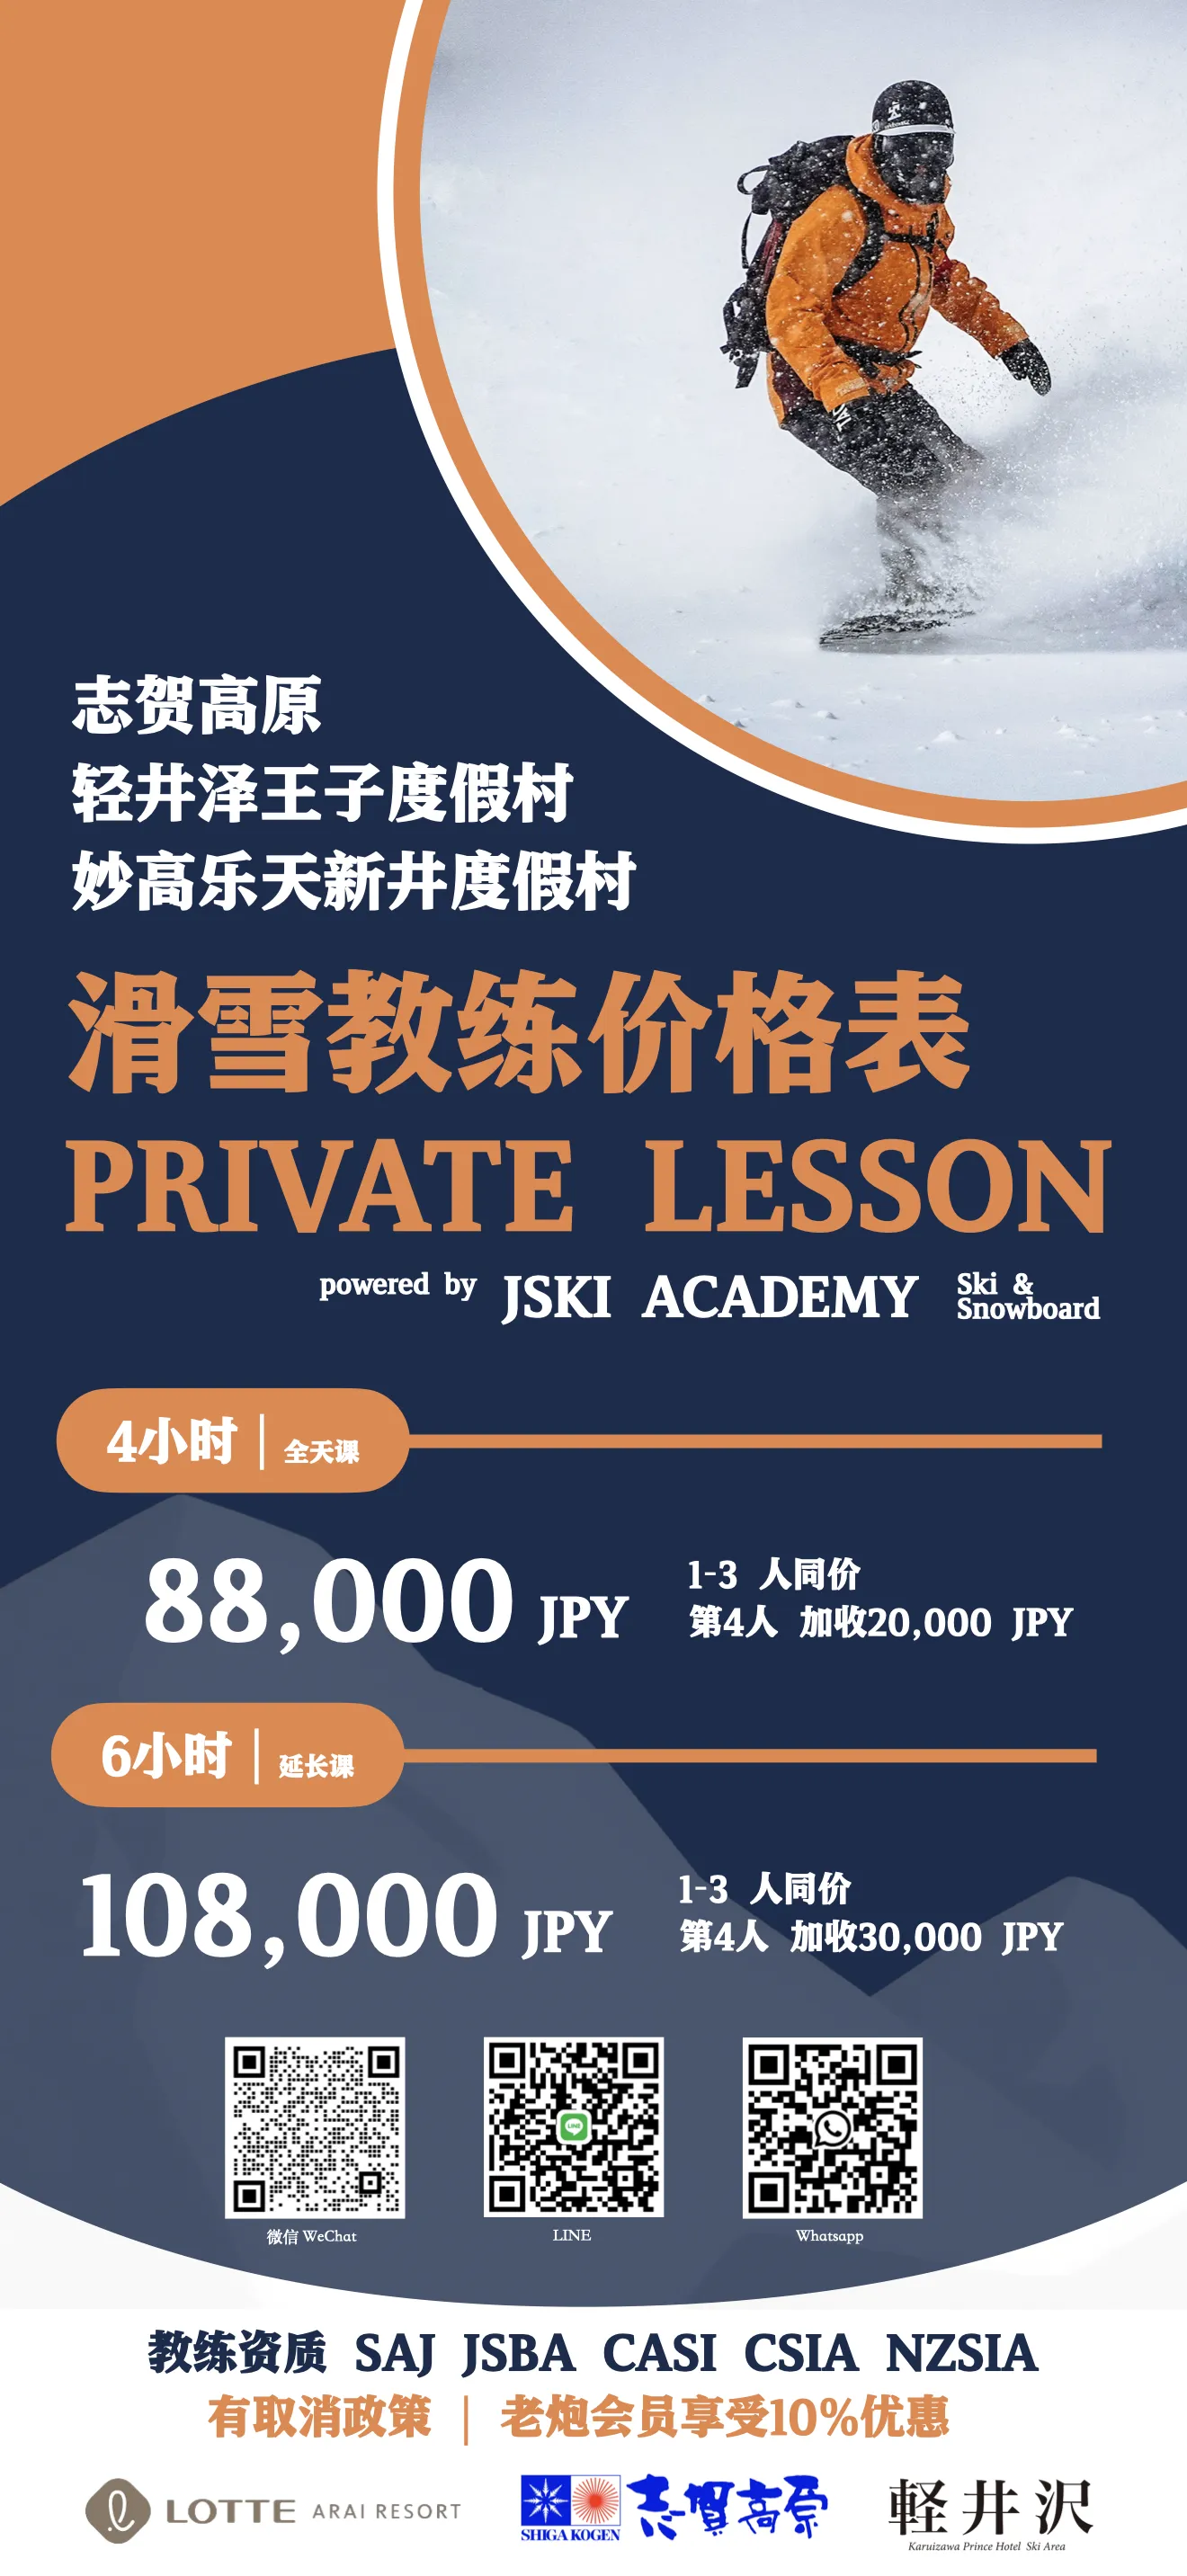 志贺高原
轻井泽王子度假村
妙高乐天新井度假村
滑雪教练价格表
PRIVATE LESSON
powered by JSKI ACADEMY Ski & Snowboard
4小时 | 全天课
88,000 JPY
1-3 人同价
第4人 加收20,000 JPY
6小时 | 延长课
108,000 JPY
1-3 人同价
第4人 加收30,000 JPY
微信 WeChat
LINE
Whatsapp
教练资质 SAJ JSBA CASI CSIA NZSIA
有取消政策 | 老炮会员享受10%优惠
LOTTE ARAI RESORT
SHIGA KOGEN
志賀高原
軽井沢
Karuizawa Prince Hotel Ski Area